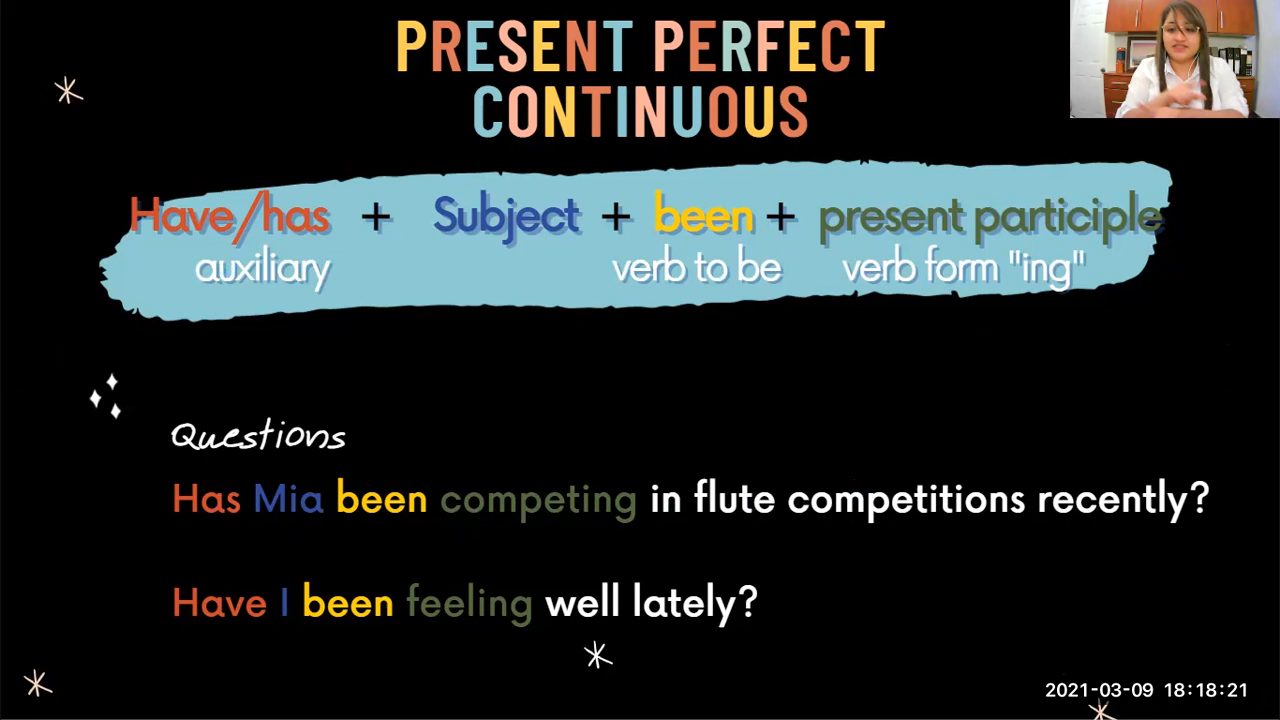 PRESENT PERFECT
CONTINUOUS
Have/has + Subject + been + present participle
auxiliary verb to be verb form "ing"
Questions
Has Mia been competing in flute competitions recently?
Have I been feeling well lately?
2021-03-09 18:18:21